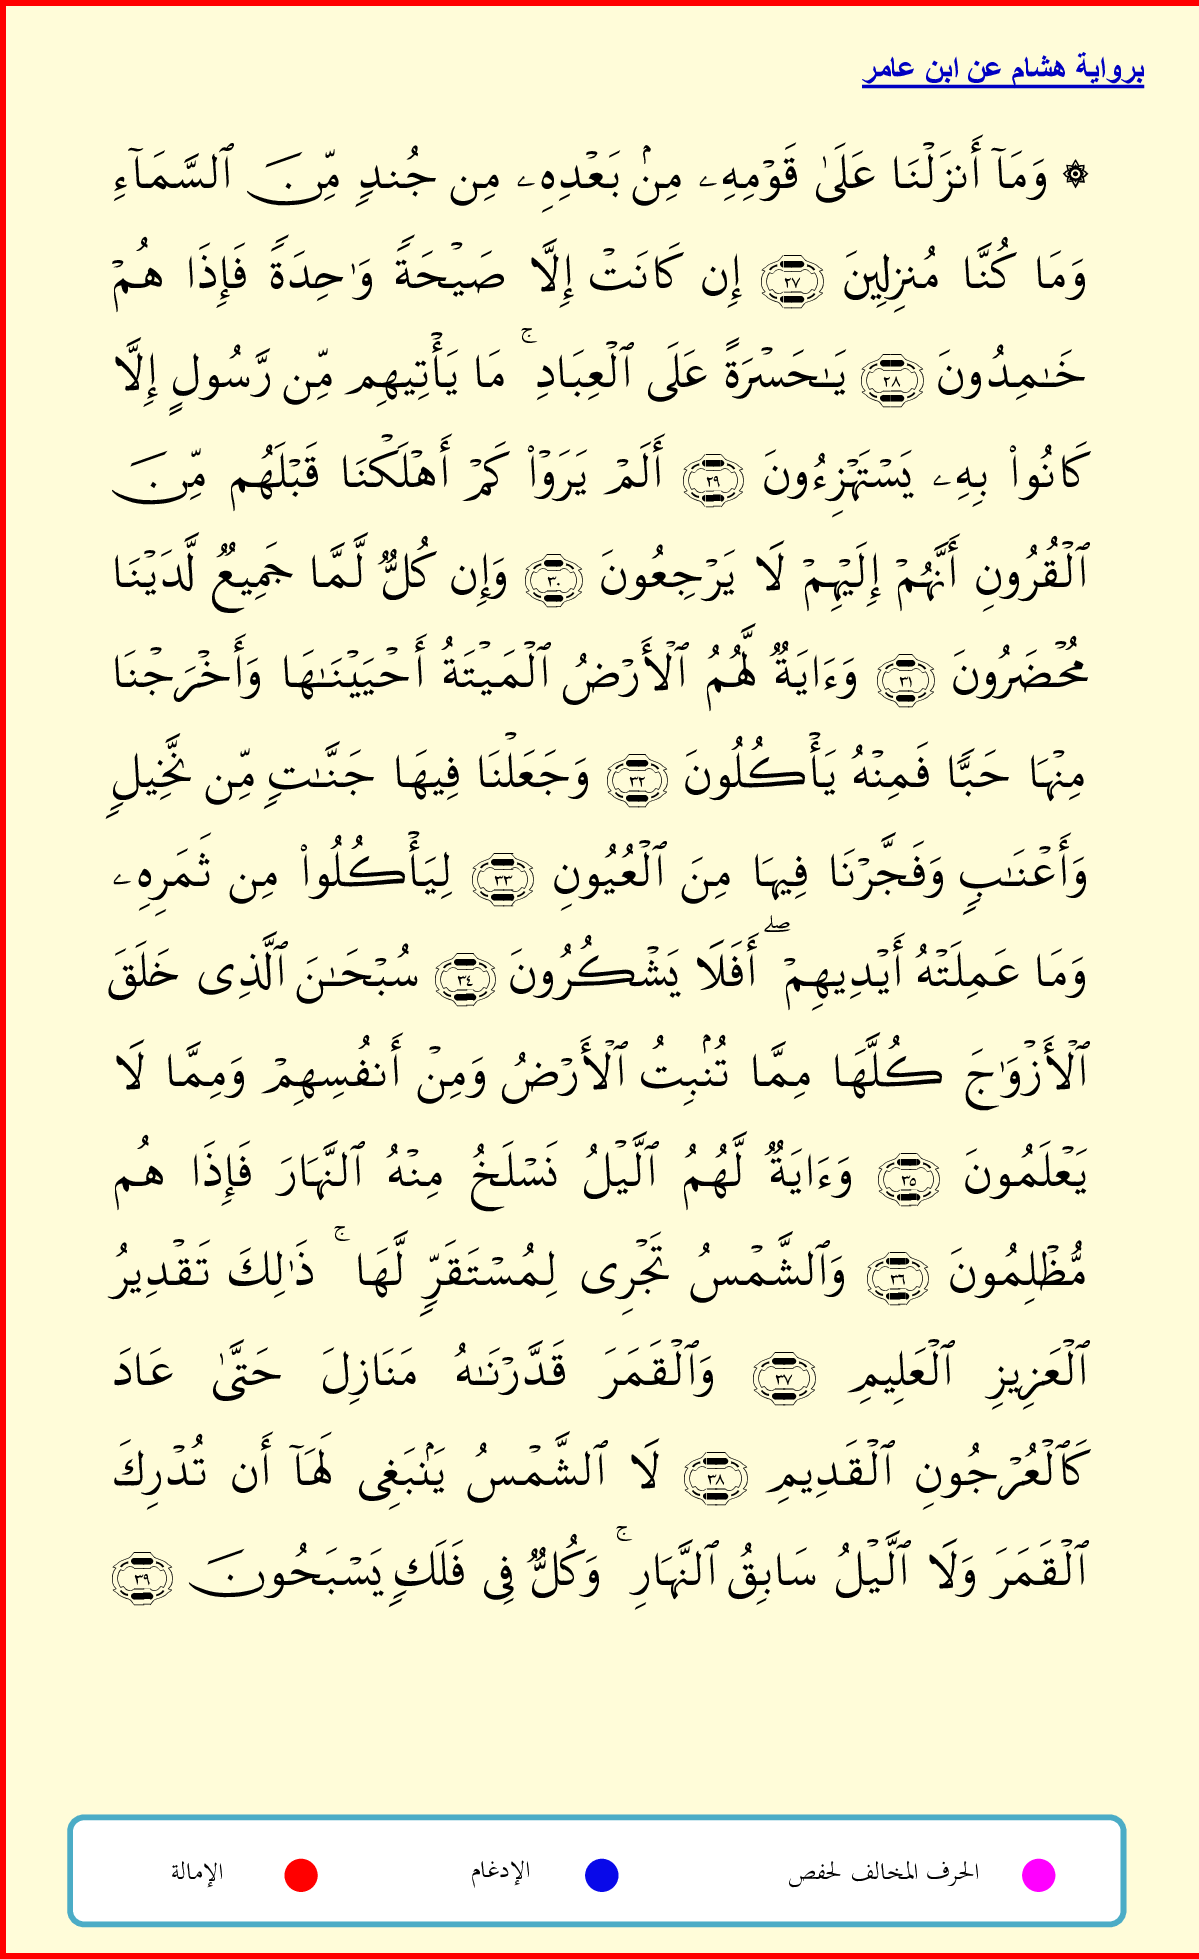 برواية هشام عن ابن عامر
۞ وَمَآ أَنزَلْنَا عَلَىٰ قَوْمِهِۦ مِنۢ بَعْدِهِۦ مِن جُندٍ مِّنَ ٱلسَّمَآءِ
وَمَا كُنَّا مُنزِلِينَ ٢٧ إِن كَانَتْ إِلَّا صَيْحَةً وَٰحِدَةً فَإِذَا هُمْ
خَـٰمِدُونَ ٢٨ يَـٰحَسْرَةً عَلَى ٱلْعِبَادِ ۚ مَا يَأْتِيهِم مِّن رَّسُولٍ إِلَّا
كَانُوا۟ بِهِۦ يَسْتَهْزِءُونَ ٢٩ أَلَمْ يَرَوْا۟ كَمْ أَهْلَكْنَا قَبْلَهُم مِّنَ
ٱلْقُرُونِ أَنَّهُمْ إِلَيْهِمْ لَا يَرْجِعُونَ ٣٠ وَإِن كُلٌّ لَّمَّا جَمِيعٌ لَّدَيْنَا
مُحْضَرُونَ ٣١ وَءَايَةٌ لَّهُمُ ٱلْأَرْضُ ٱلْمَيْتَةُ أَحْيَيْنَـٰهَا وَأَخْرَجْنَا
مِنْهَا حَبًّا فَمِنْهُ يَأْكُلُونَ ٣٢ وَجَعَلْنَا فِيهَا جَنَّـٰتٍ مِّن نَّخِيلٍ
وَأَعْنَـٰبٍ وَفَجَّرْنَا فِيهَا مِنَ ٱلْعُيُونِ ٣٣ لِيَأْكُلُوا۟ مِن ثَمَرِهِۦ
وَمَا عَمِلَتْهُ أَيْدِيهِمْ ۖ أَفَلَا يَشْكُرُونَ ٣٤ سُبْحَـٰنَ ٱلَّذِى خَلَقَ
ٱلْأَزْوَٰجَ كُلَّهَا مِمَّا تُنۢبِتُ ٱلْأَرْضُ وَمِنْ أَنفُسِهِمْ وَمِمَّا لَا
يَعْلَمُونَ ٣٥ وَءَايَةٌ لَّهُمُ ٱلَّيْلُ نَسْلَخُ مِنْهُ ٱلنَّهَارَ فَإِذَا هُم
مُّظْلِمُونَ ٣٦ وَٱلشَّمْسُ تَجْرِى لِمُسْتَقَرٍّ لَّهَا ۚ ذَٰلِكَ تَقْدِيرُ
ٱلْعَزِيزِ ٱلْعَلِيمِ ٣٧ وَٱلْقَمَرَ قَدَّرْنَـٰهُ مَنَازِلَ حَتَّىٰ عَادَ
كَٱلْعُرْجُونِ ٱلْقَدِيمِ ٣٨ لَا ٱلشَّمْسُ يَنۢبَغِى لَهَآ أَن تُدْرِكَ
ٱلْقَمَرَ وَلَا ٱلَّيْلُ سَابِقُ ٱلنَّهَارِ ۚ وَكُلٌّ فِى فَلَكٍ يَسْبَحُونَ ٣٩
الحرف المخالف لحفص الإدغام الإمالة